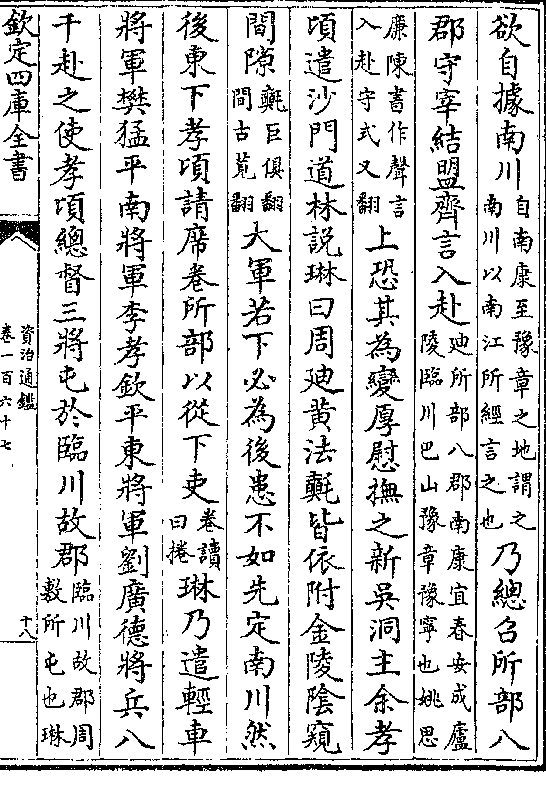 欲自據南川自南康至豫章之地謂之南川以南江所經言之也乃總召所部八
郡守宰結盟齊言入赴廸所部八郡南康宜春安成廬陵臨川巴山豫章豫寧也姚思
廉陳書作聲言入赴守式又翻上恐其為變厚慰撫之新吳洞主余孝
頃遣沙門道林說琳曰周廸黄法𣰋皆依附金陵陰窺
間隙𣰋巨俱翻間古莧翻大軍若下必為後患不如先定南川然
後東下孝頃請席卷所部以從下吏卷讀曰捲琳乃遣輕車
將軍樊猛平南將軍李孝欽平東將軍劉廣德將兵八
千赴之使孝頃總督三將屯於臨川故郡臨川故郡周敷所屯也琳
欽定四庫全書
資治通鑑
卷一百六十七
十八